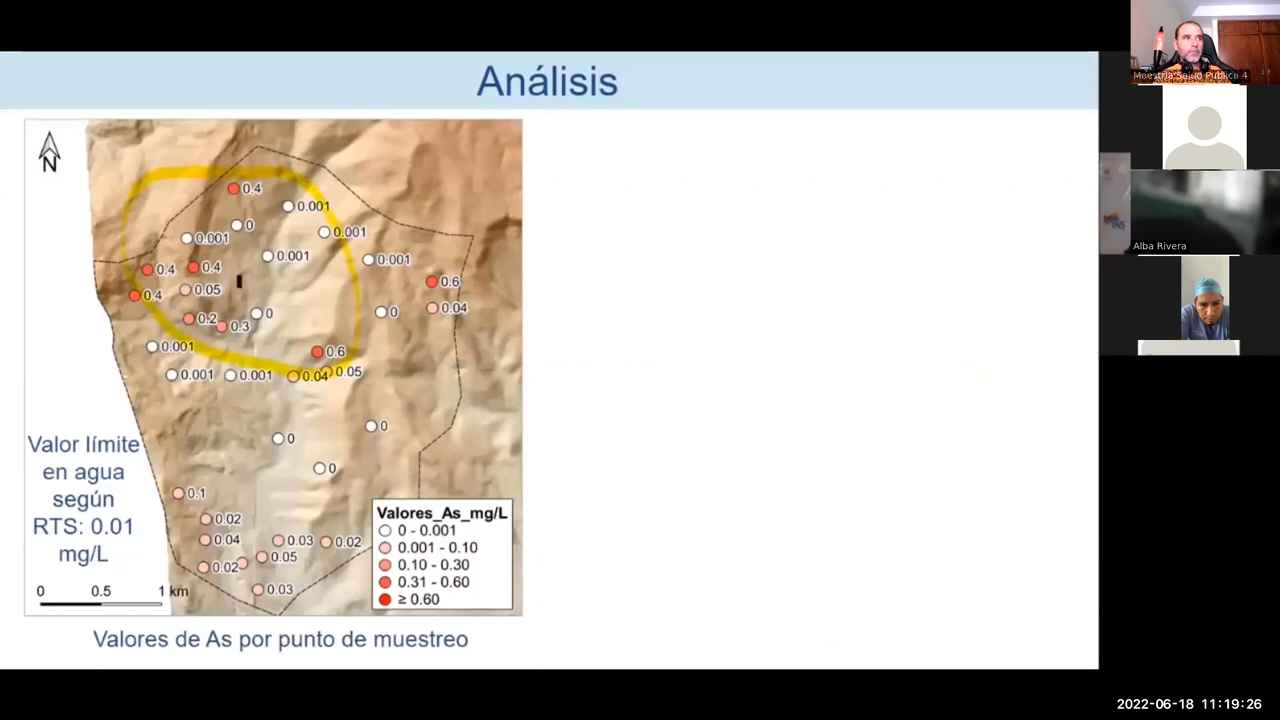 Análisis
N
0.4
0.001
0
0.001
0.001
0.001
0.001
0.4
0.4
0.6
0.05
0.4
0.04
0
0
0.2
0.3
0.001
0.6
0.05
0.001
0.001
0.04
0
0
0
Valor límite
en agua
según
RTS: 0.01
mg/L
0.1
0.02
0.04
0.03
0.02
0.05
0.02
0.03
Valores_As_mg/L
0 - 0.001
0.001 - 0.10
0.10 - 0.30
0.31 - 0.60
≥ 0.60
0 0.5 1 km
Valores de As por punto de muestreo
Maestría Salud Pública 4
Alba Rivera
2022-06-18 11:19:26